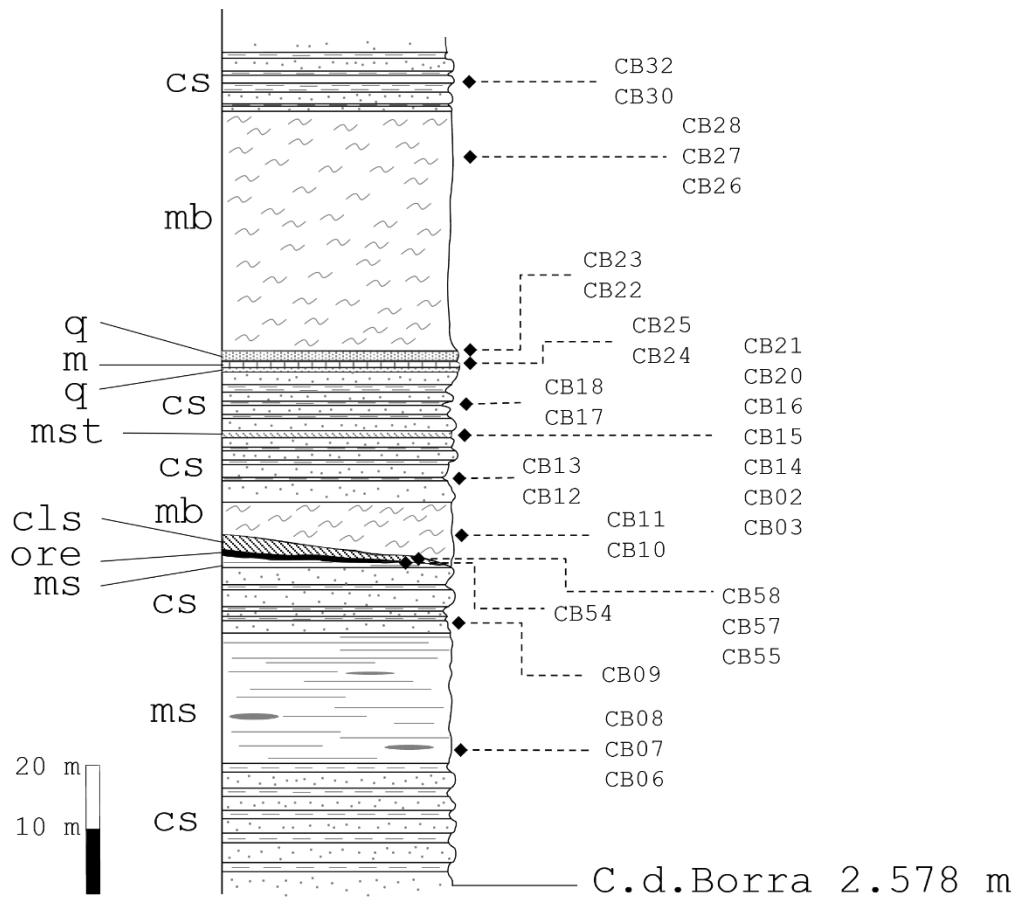 cs
CB32
CB30
CB28
CB27
CB26
mb
CB23
CB22
q
CB25
CB24
m
q
CB21
CB20
CB16
CB15
CB14
CB02
CB03
cs
CB18
CB17
mst
cs
CB13
CB12
mb
CB11
CB10
cls
ore
ms
cs
CB54
CB58
CB57
CB55
CB09
ms
CB08
CB07
CB06
20 m
10 m
cs
C.d.Borra 2.578 m